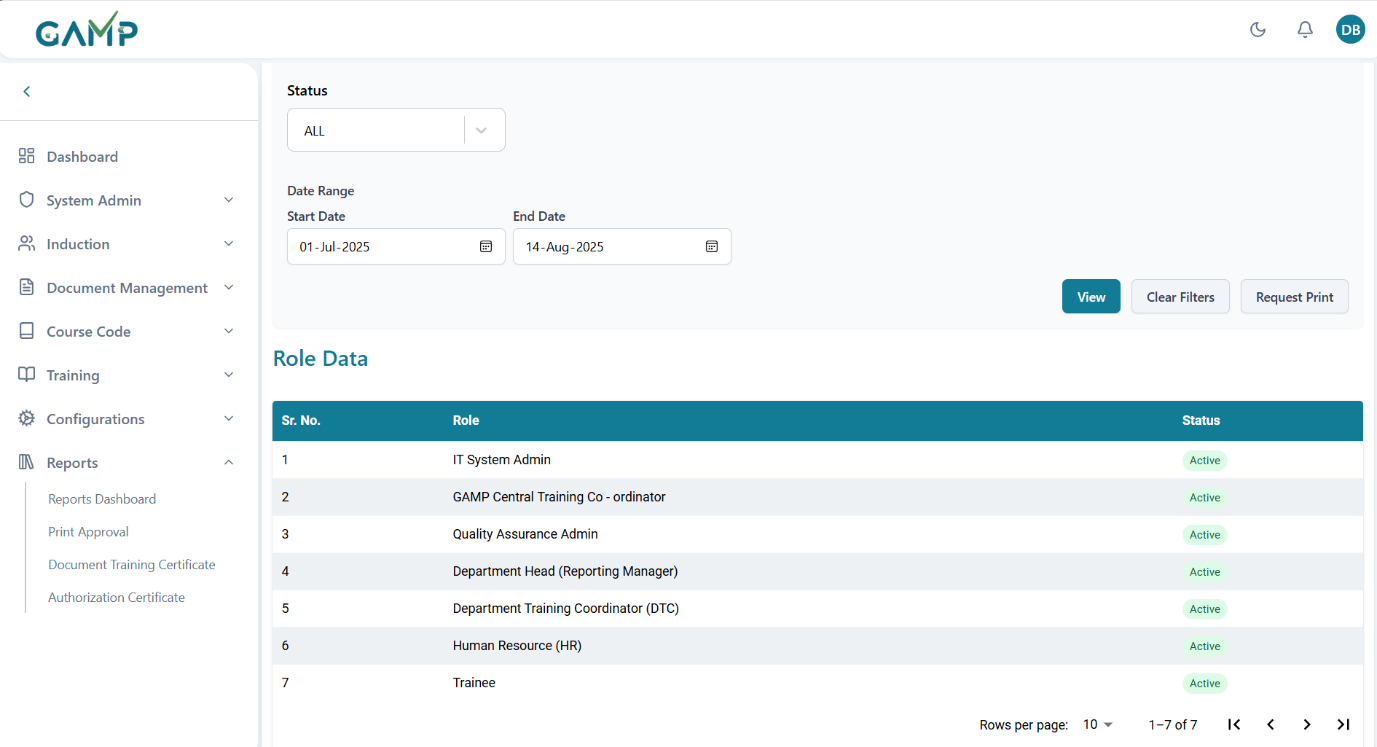 GAMP
DB
Dashboard
System Admin
Induction
Document Management
Course Code
Training
Configurations
Reports
Reports Dashboard
Print Approval
Document Training Certificate
Authorization Certificate
Status
ALL
Date Range
Start Date End Date
01-Jul-2025 14-Aug-2025
View Clear Filters Request Print
Role Data
Sr. No. Role Status
1 IT System Admin Active
2 GAMP Central Training Co - ordinator Active
3 Quality Assurance Admin Active
4 Department Head (Reporting Manager) Active
5 Department Training Coordinator (DTC) Active
6 Human Resource (HR) Active
7 Trainee Active
Rows per page: 10 1–7 of 7